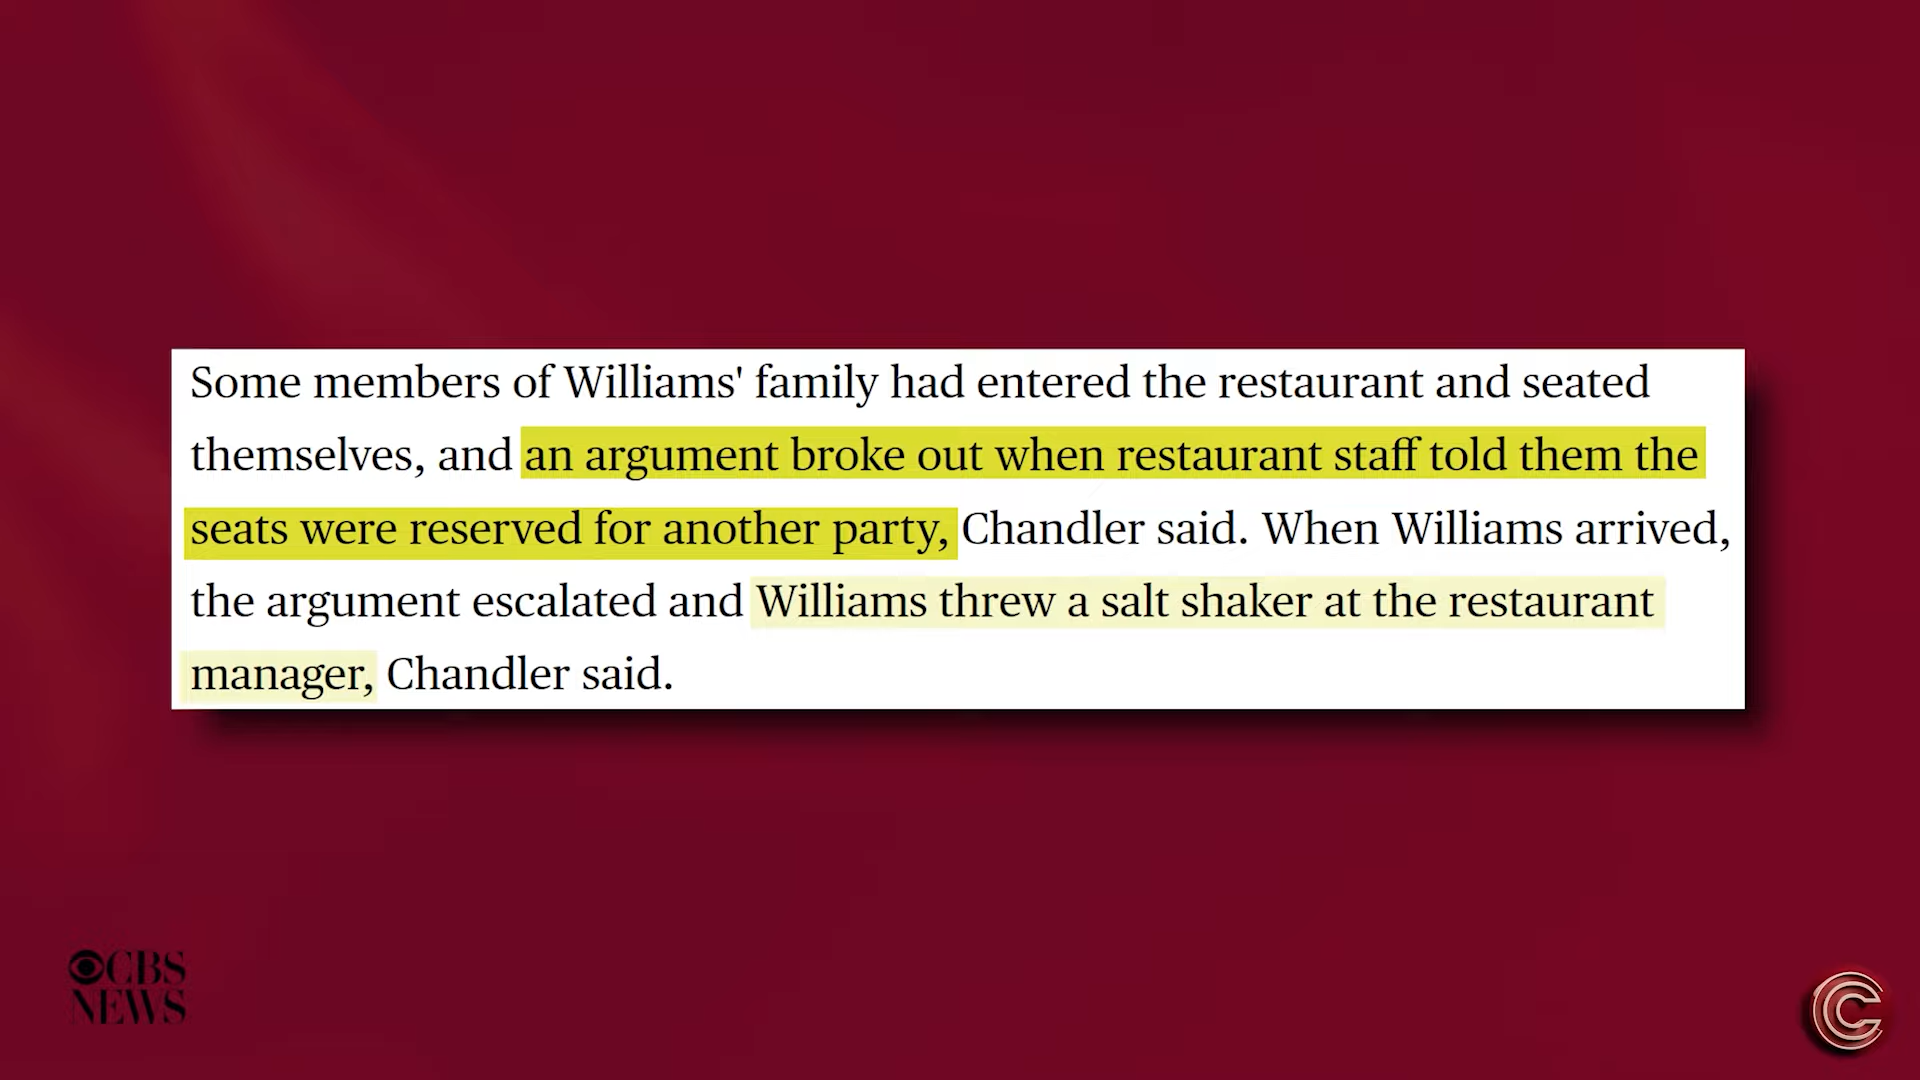 Some members of Williams' family had entered the restaurant and seated
themselves, and an argument broke out when restaurant staff told them the
seats were reserved for another party, Chandler said. When Williams arrived,
the argument escalated and Williams threw a salt shaker at the restaurant
manager, Chandler said.
CBS
NEWS
C